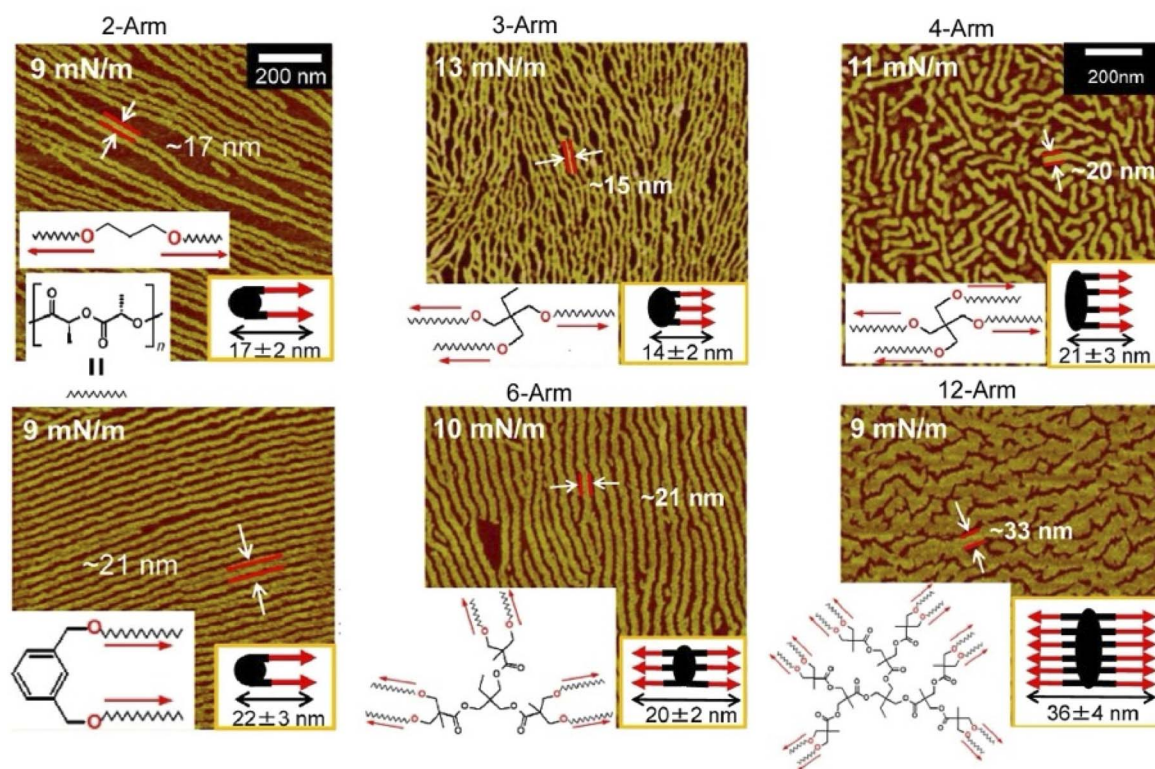 2-Arm
3-Arm
4-Arm
9 mN/m
200 nm
13 mN/m
11 mN/m
200nm
~17 nm
~15 nm
~20 nm
O O
O O O
O O O O
O O O O n
17±2 nm
14±2 nm
21±3 nm
6-Arm
12-Arm
9 mN/m
10 mN/m
9 mN/m
~21 nm
~21 nm
~33 nm
22±3 nm
20±2 nm
36±4 nm